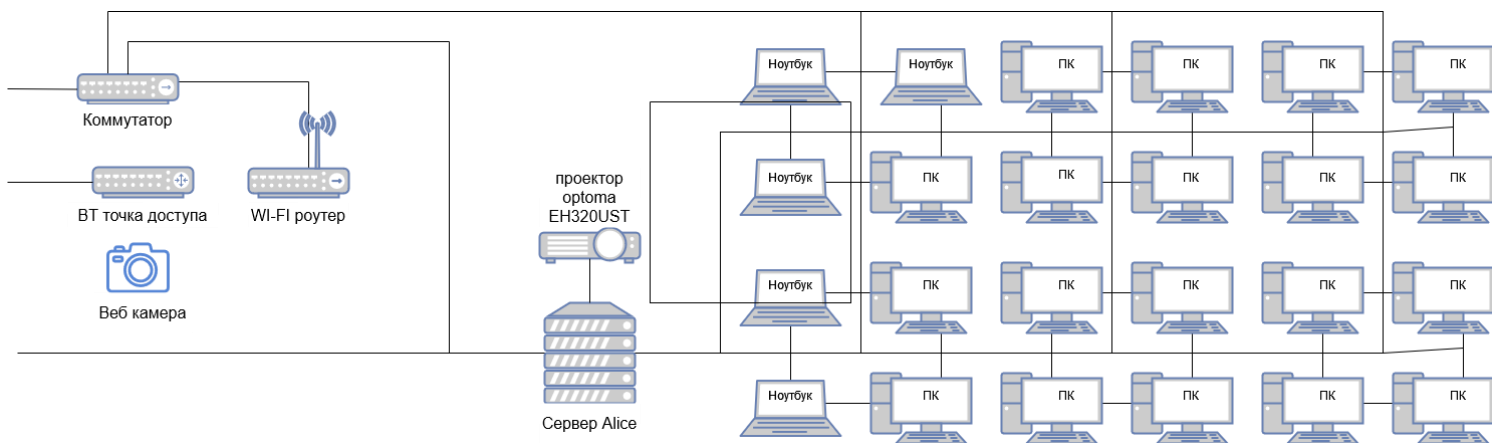 Ноутбук
Ноутбук
ПК
ПК
ПК
ПК
Коммутатор
ВТ точка доступа
WI-FI роутер
проектор
optoma
EH320UST
Ноутбук
ПК
ПК
ПК
ПК
ПК
Веб камера
Ноутбук
ПК
ПК
ПК
ПК
ПК
Сервер Alice
Ноутбук
ПК
ПК
ПК
ПК
ПК